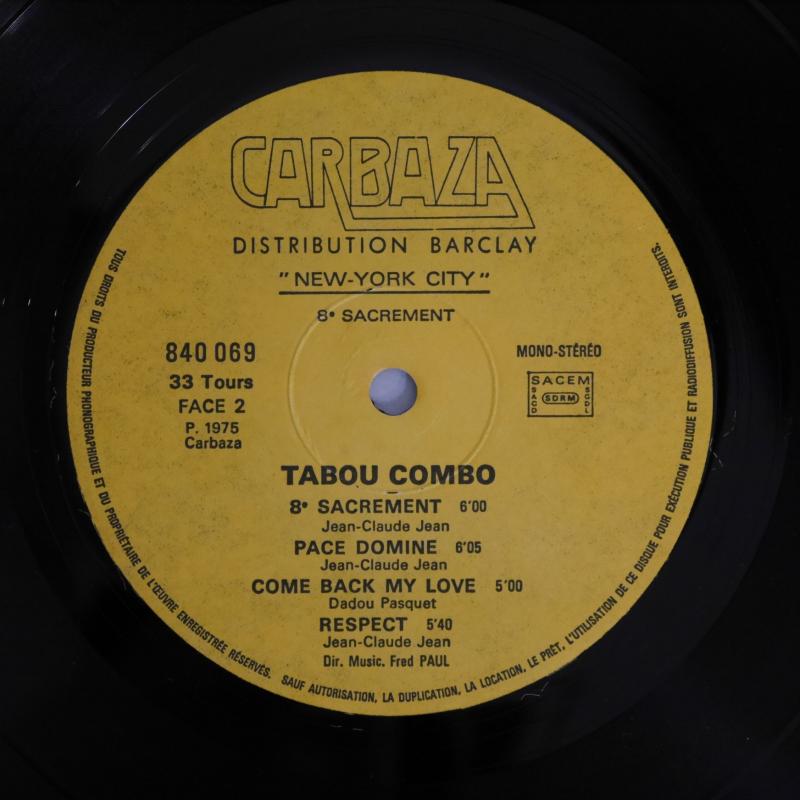 CARBAZA
DISTRIBUTION BARCLAY
"NEW-YORK CITY"
8e SACREMENT
840 069
33 Tours
FACE 2
P. 1975
Carbaza
MONO-STÉRÉO
SACEM
SACD
SDRM
SGDL
TABOU COMBO
8e SACREMENT 6'00
Jean-Claude Jean
PACE DOMINE 6'05
Jean-Claude Jean
COME BACK MY LOVE 5'00
Dadou Pasquet
RESPECT 5'40
Jean-Claude Jean
Dir. Music. Fred PAUL
TOUS DROITS DU PRODUCTEUR PHONOGRAPHIQUE ET DU PROPRIÉTAIRE DE L'ŒUVRE ENREGISTRÉE RÉSERVÉS. SAUF AUTORISATION, LA DUPLICATION, LA LOCATION, LE PRÊT, L'UTILISATION DE CE DISQUE POUR EXÉCUTION PUBLIQUE ET RADIODIFFUSION SONT INTERDITS.